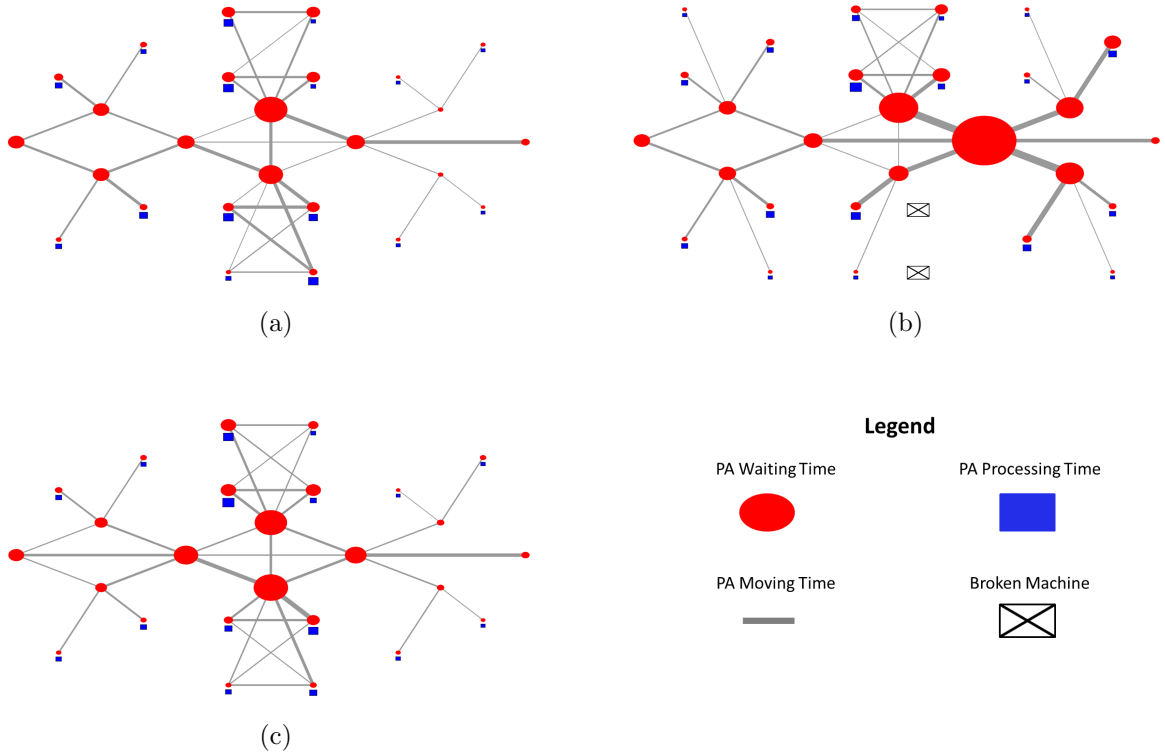 (a)
(b)
(c)
Legend
PA Waiting Time
PA Processing Time
PA Moving Time
Broken Machine